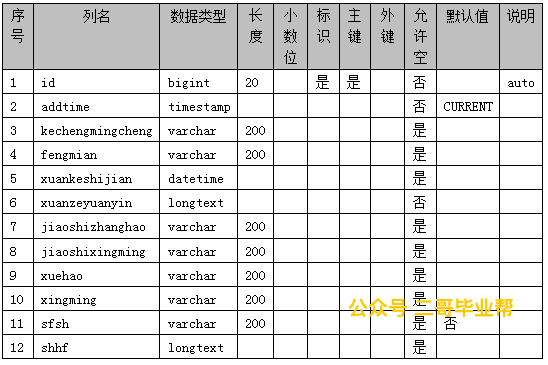 序号 列名 数据类型 长度 小数位 标识 主键 外键 允许空 默认值 说明
1 id bigint 20 是 是 否 auto
2 addtime timestamp 否 CURRENT
3 kechengmingcheng varchar 200 是
4 fengmian varchar 200 是
5 xuankeshijian datetime 是
6 xuanzeyuanyin longtext 否
7 jiaoshizhanghao varchar 200 是
8 jiaoshixingming varchar 200 是
9 xuehao varchar 200 是
10 xingming varchar 200 是
公众号 二哥毕业帮
11 sfsh varchar 200 是 否
12 shhf longtext 是